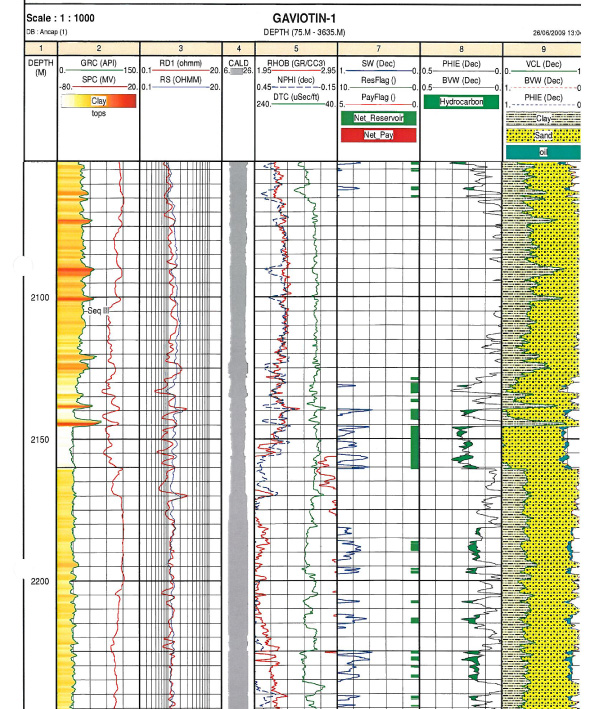 Scale : 1 : 1000
GAVIOTIN-1
DB : Ancap (1)
DEPTH (75.M - 3635.M)
26/06/2009 13:0
1 2 3 4 5 7 8 9
DEPTH (M)
GRC (API)
0. 150.
SPC (MV)
-80. 20.
Clay
tops
RD1 (ohmm)
0.1 20.
RS (OHMM)
0.1 20.
CALD
6. 26.
RHOB (GR/CC3)
1.95 2.95
NPHI (dec)
0.45 -0.15
DTC (uSec/ft)
240. 40.
SW (Dec)
1. 0.
ResFlag ()
10. 0.
PayFlag ()
5. 0.
Net_Reservoir
Net_Pay
PHIE (Dec)
0.5 0.
BVW (Dec)
0.5 0.
Hydrocarbon
VCL (Dec)
0. 1.
BVW (Dec)
1. 0.
PHIE (Dec)
1. 0.
Clay
Sand
oil
2100
Seq III
2150
2200